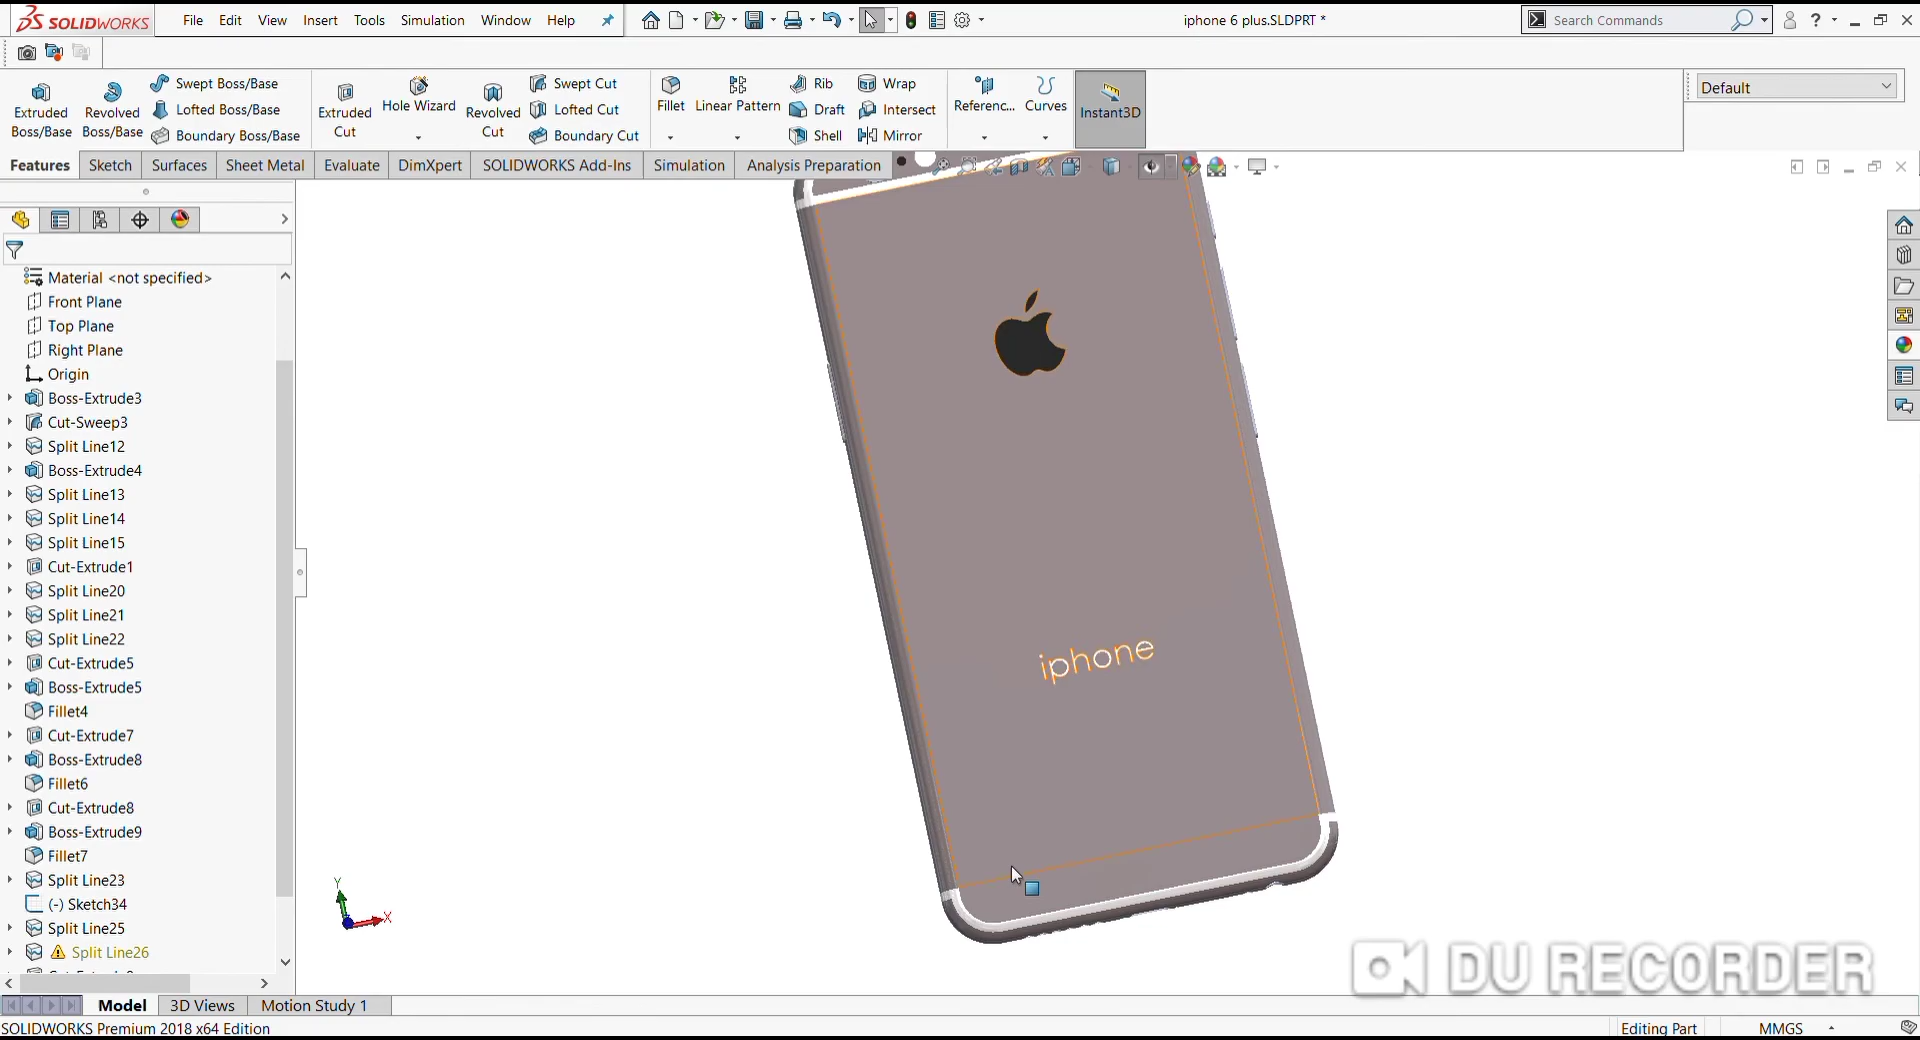 SOLIDWORKS File Edit View Insert Tools Simulation Window Help iphone 6 plus.SLDPRT * Search Commands
Extruded Boss/Base
Revolved Boss/Base
Swept Boss/Base
Lofted Boss/Base
Boundary Boss/Base
Extruded Cut
Hole Wizard
Revolved Cut
Swept Cut
Lofted Cut
Boundary Cut
Fillet
Linear Pattern
Rib
Draft
Shell
Wrap
Intersect
Mirror
Referenc...
Curves
Instant3D
Default
Features Sketch Surfaces Sheet Metal Evaluate DimXpert SOLIDWORKS Add-Ins Simulation Analysis Preparation
Material <not specified>
Front Plane
Top Plane
Right Plane
Origin
Boss-Extrude3
Cut-Sweep3
Split Line12
Boss-Extrude4
Split Line13
Split Line14
Split Line15
Cut-Extrude1
Split Line20
Split Line21
Split Line22
Cut-Extrude5
Boss-Extrude5
Fillet4
Cut-Extrude7
Boss-Extrude8
Fillet6
Cut-Extrude8
Boss-Extrude9
Fillet7
Split Line23
(-) Sketch34
Split Line25
Split Line26
iphone
Y
X
DU RECORDER
Model 3D Views Motion Study 1
SOLIDWORKS Premium 2018 x64 Edition Editing Part MMGS